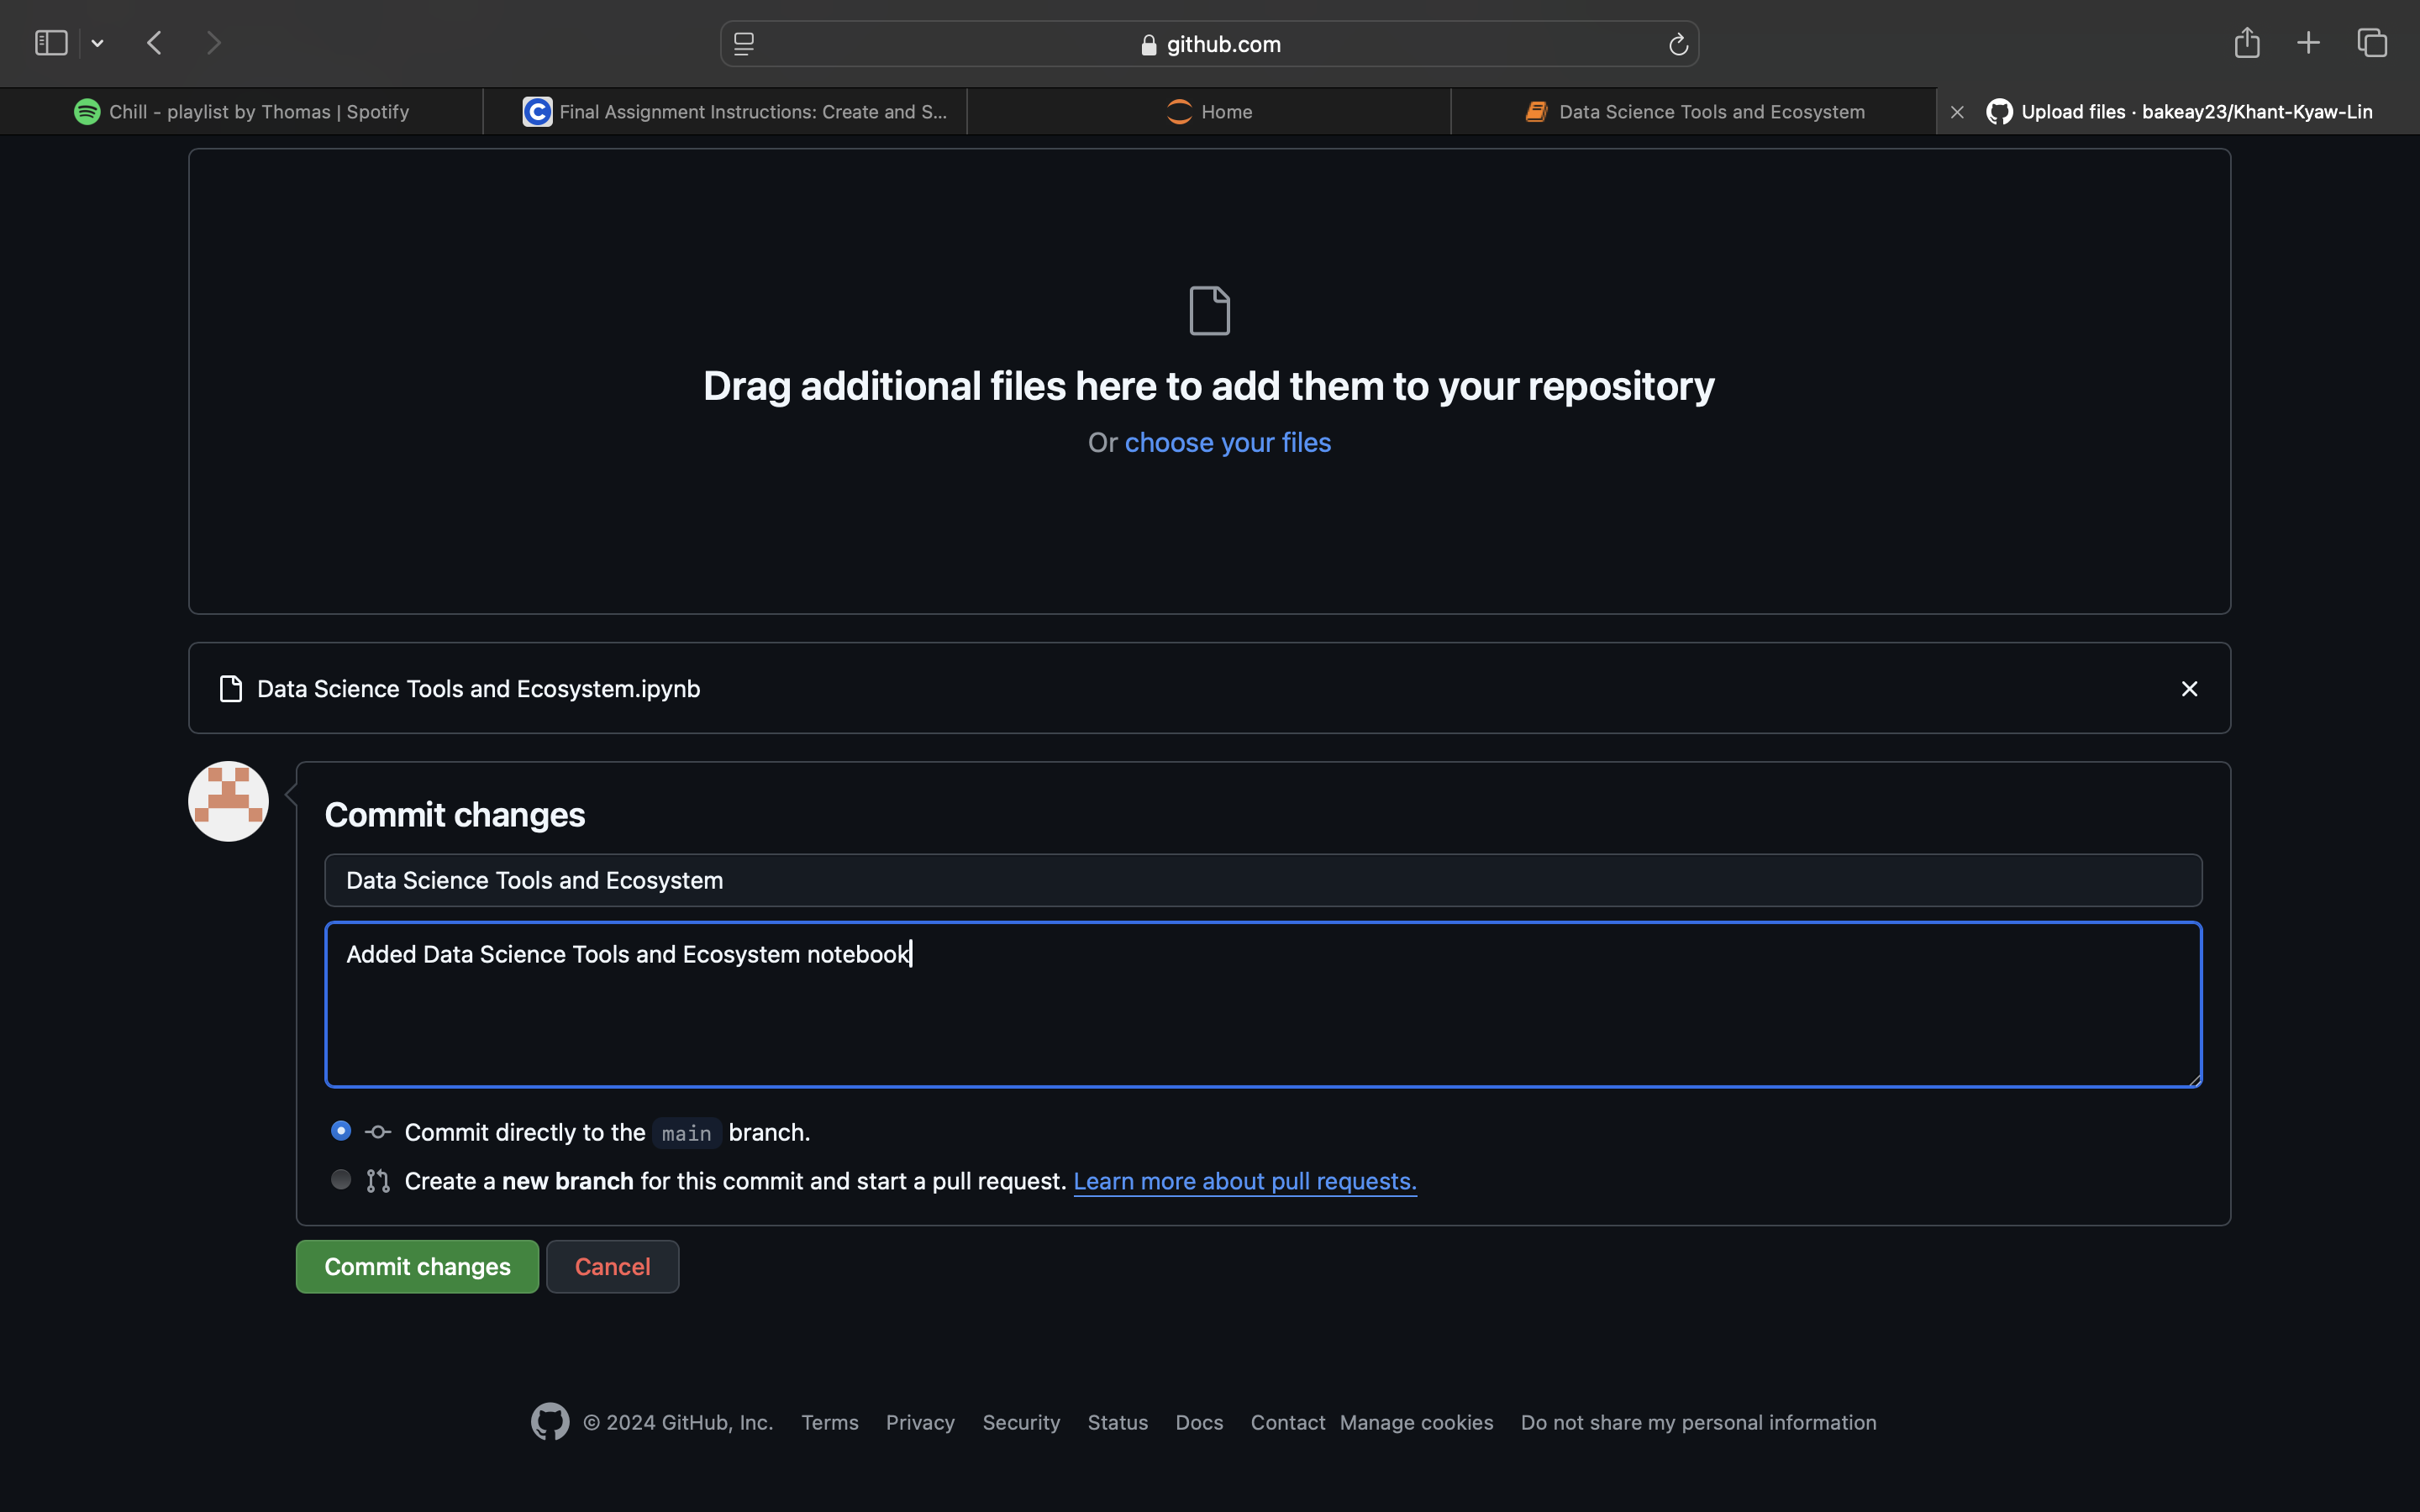 github.com
Chill - playlist by Thomas | Spotify
Final Assignment Instructions: Create and S...
Home
Data Science Tools and Ecosystem
Upload files · bakeay23/Khant-Kyaw-Lin
Drag additional files here to add them to your repository
Or choose your files
Data Science Tools and Ecosystem.ipynb
Commit changes
Data Science Tools and Ecosystem
Added Data Science Tools and Ecosystem notebook
Commit directly to the main branch.
Create a new branch for this commit and start a pull request. Learn more about pull requests.
Commit changes
Cancel
© 2024 GitHub, Inc. Terms Privacy Security Status Docs Contact Manage cookies Do not share my personal information